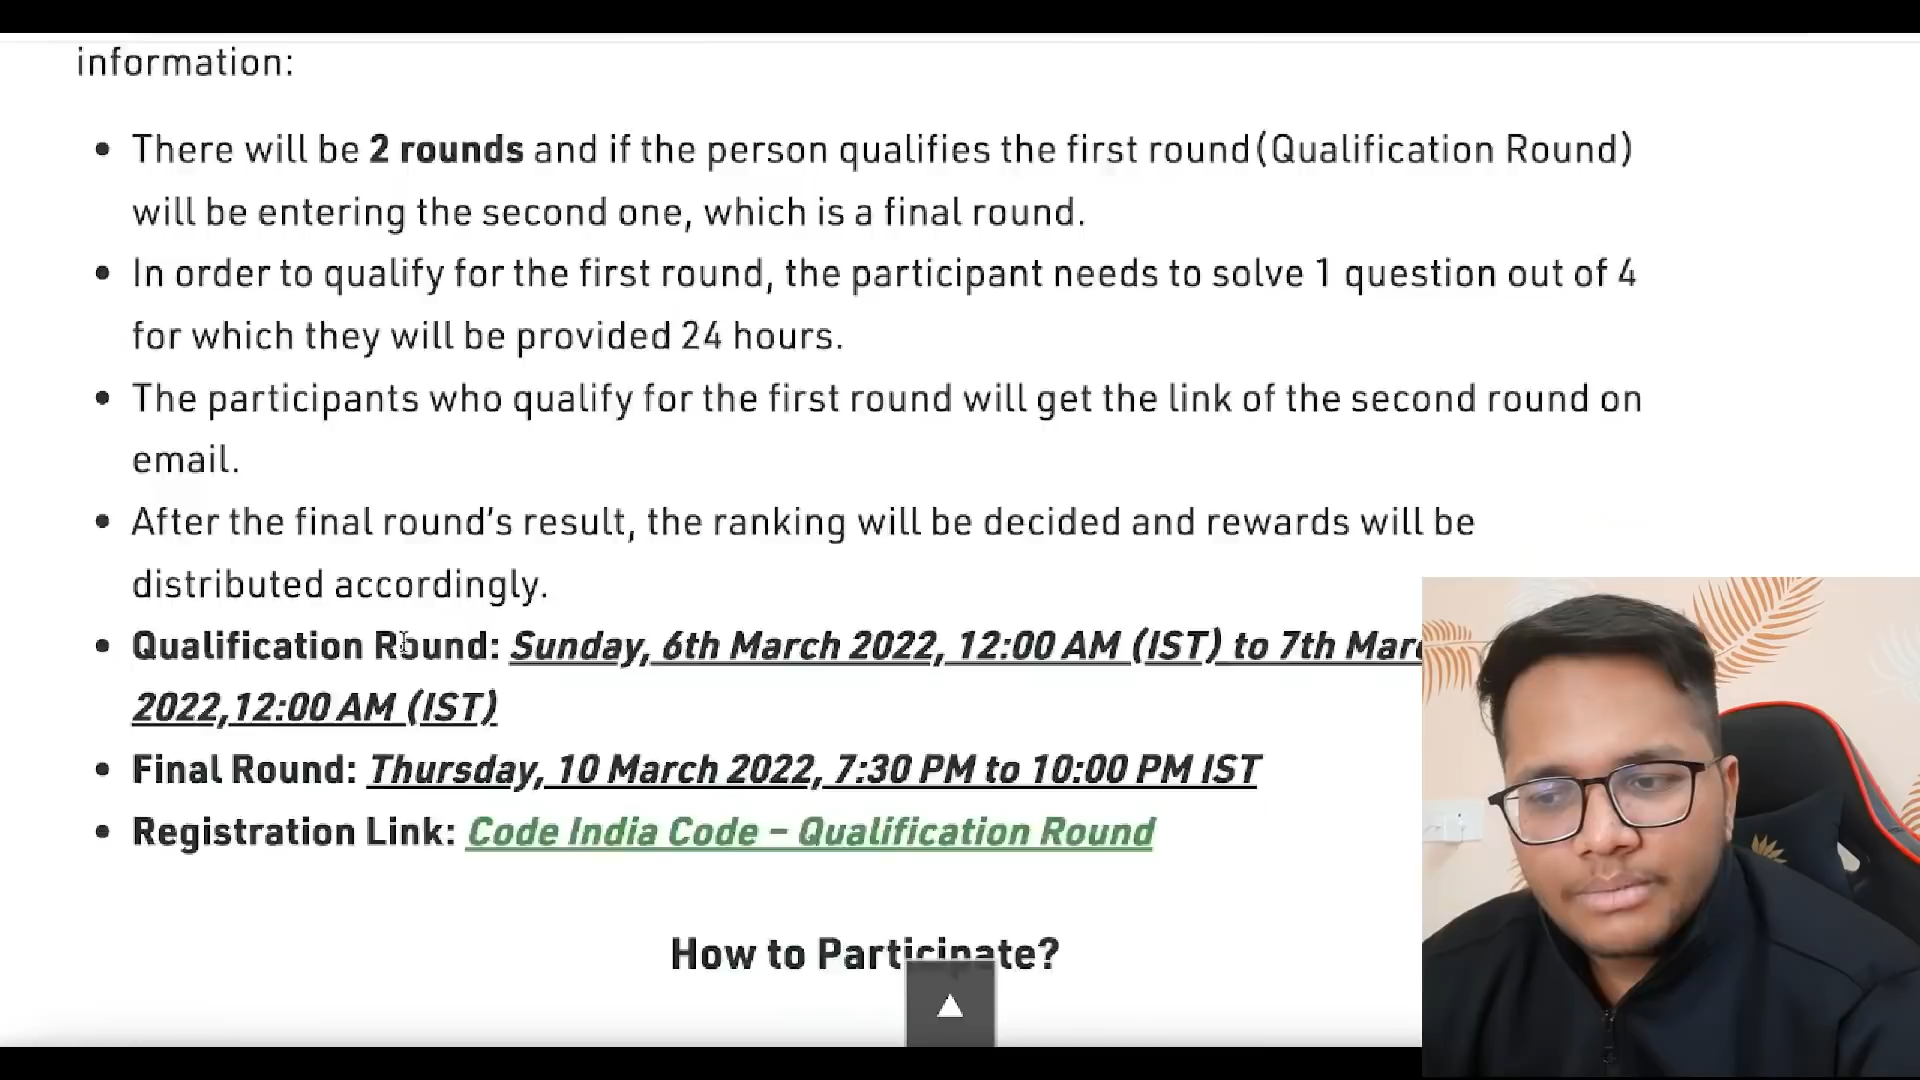 information:
There will be 2 rounds and if the person qualifies the first round(Qualification Round)
will be entering the second one, which is a final round.
In order to qualify for the first round, the participant needs to solve 1 question out of 4
for which they will be provided 24 hours.
The participants who qualify for the first round will get the link of the second round on
email.
After the final round’s result, the ranking will be decided and rewards will be
distributed accordingly.
Qualification Round: Sunday, 6th March 2022, 12:00 AM (IST) to 7th
2022,12:00 AM (IST)
Final Round: Thursday, 10 March 2022, 7:30 PM to 10:00 PM IST
Registration Link: Code India Code – Qualification Round
How to Participate?